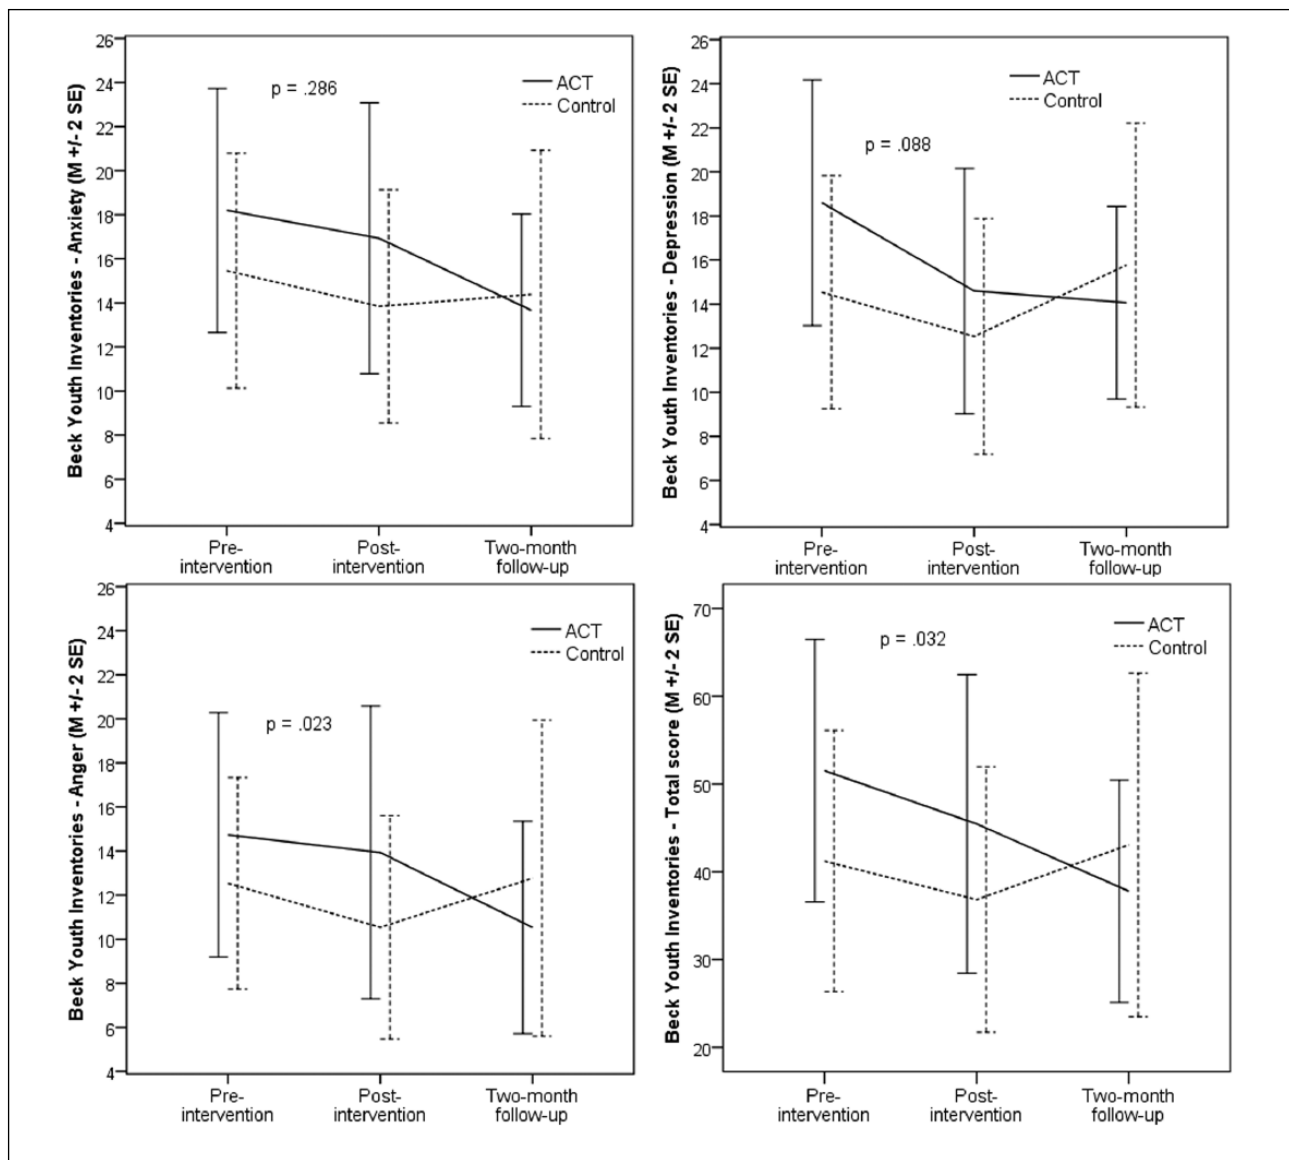 Beck Youth Inventories - Anxiety (M +/- 2 SE)
26
24
22
20
18
16
14
12
10
8
6
4
p = .286
ACT
Control
Pre-
intervention
Post-
intervention
Two-month
follow-up
Beck Youth Inventories - Depression (M +/- 2 SE)
26
24
22
20
18
16
14
12
10
8
6
4
p = .088
ACT
Control
Pre-
intervention
Post-
intervention
Two-month
follow-up
Beck Youth Inventories - Anger (M +/- 2 SE)
26
24
22
20
18
16
14
12
10
8
6
4
p = .023
ACT
Control
Pre-
intervention
Post-
intervention
Two-month
follow-up
Beck Youth Inventories - Total score (M +/- 2 SE)
70
60
50
40
30
20
p = .032
ACT
Control
Pre-
intervention
Post-
intervention
Two-month
follow-up